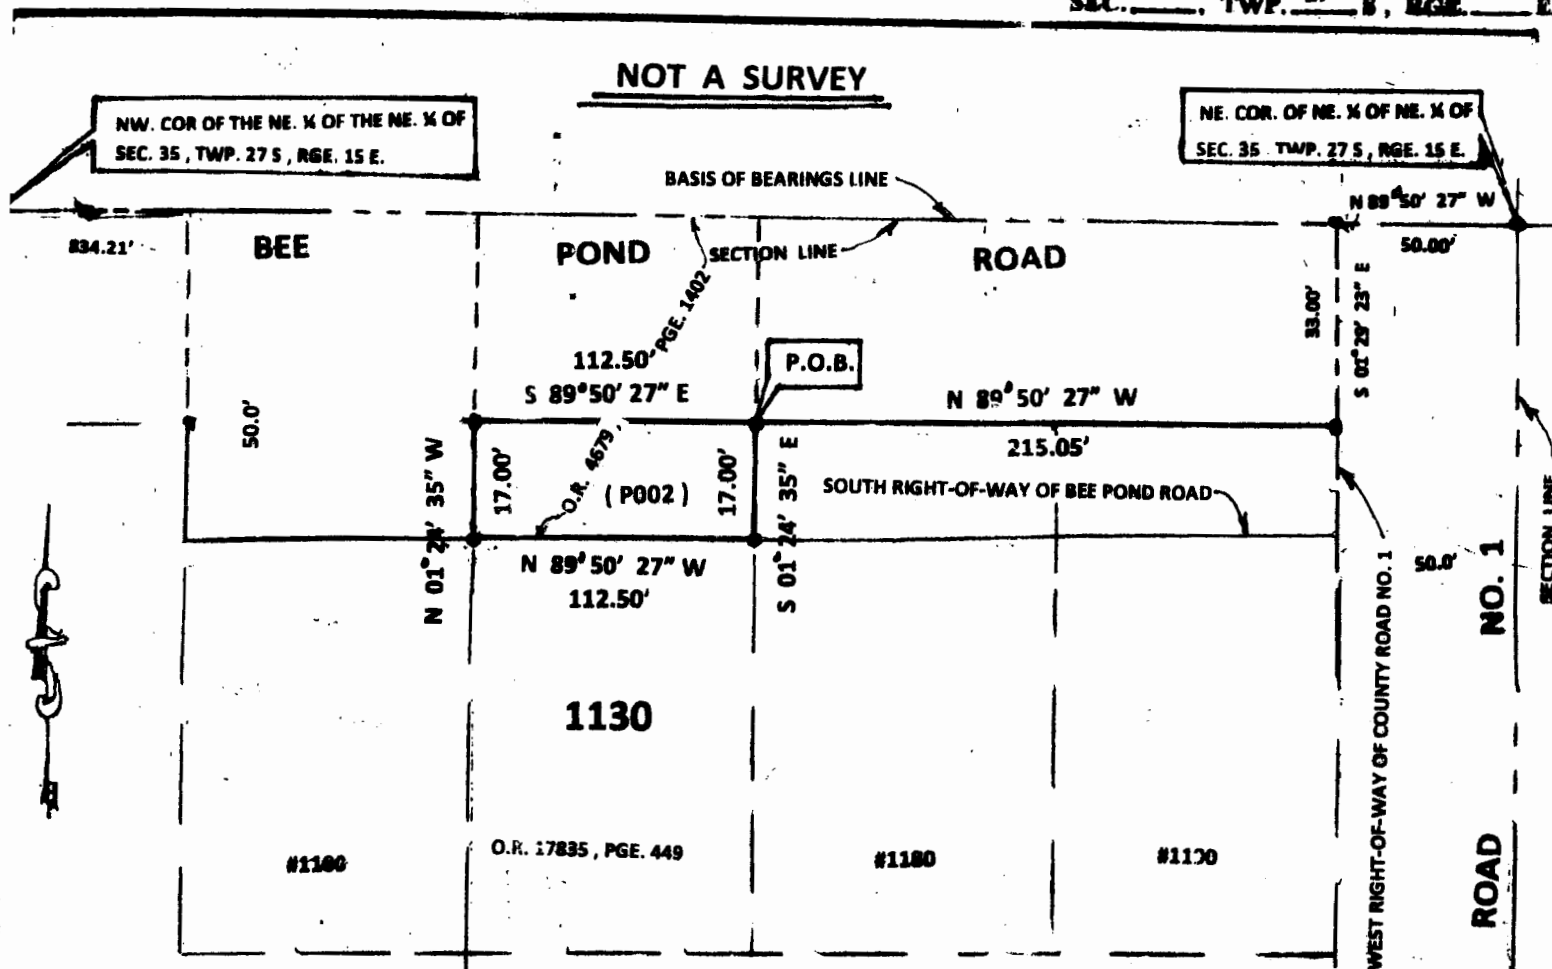 SEC. , TWP. S , RGE. E
NOT A SURVEY
NW. COR OF THE NE. ¼ OF THE NE. ¼ OF
SEC. 35 , TWP. 27 S , RGE. 15 E.
NE. COR. OF NE. ¼ OF NE. ¼ OF
SEC. 35 TWP. 27 S , RGE. 15 E.
BASIS OF BEARINGS LINE
N 89°50' 27" W
50.00'
834.21'
BEE POND ROAD
SECTION LINE
33.00'
S 01°29' 23" E
112.50'
S 89°50' 27" E
O.R. 4679, PGE. 1402
P.O.B.
N 89°50' 27" W
215.05'
50.0'
N 01°24' 35" W
17.00'
( P002 )
17.00'
S 01°24' 35" E
SOUTH RIGHT-OF-WAY OF BEE POND ROAD
N 89°50' 27" W
112.50'
50.0'
SECTION LINE
WEST RIGHT-OF-WAY OF COUNTY ROAD NO. 1
ROAD NO. 1
1130
O.R. 17835 , PGE. 449
#1180